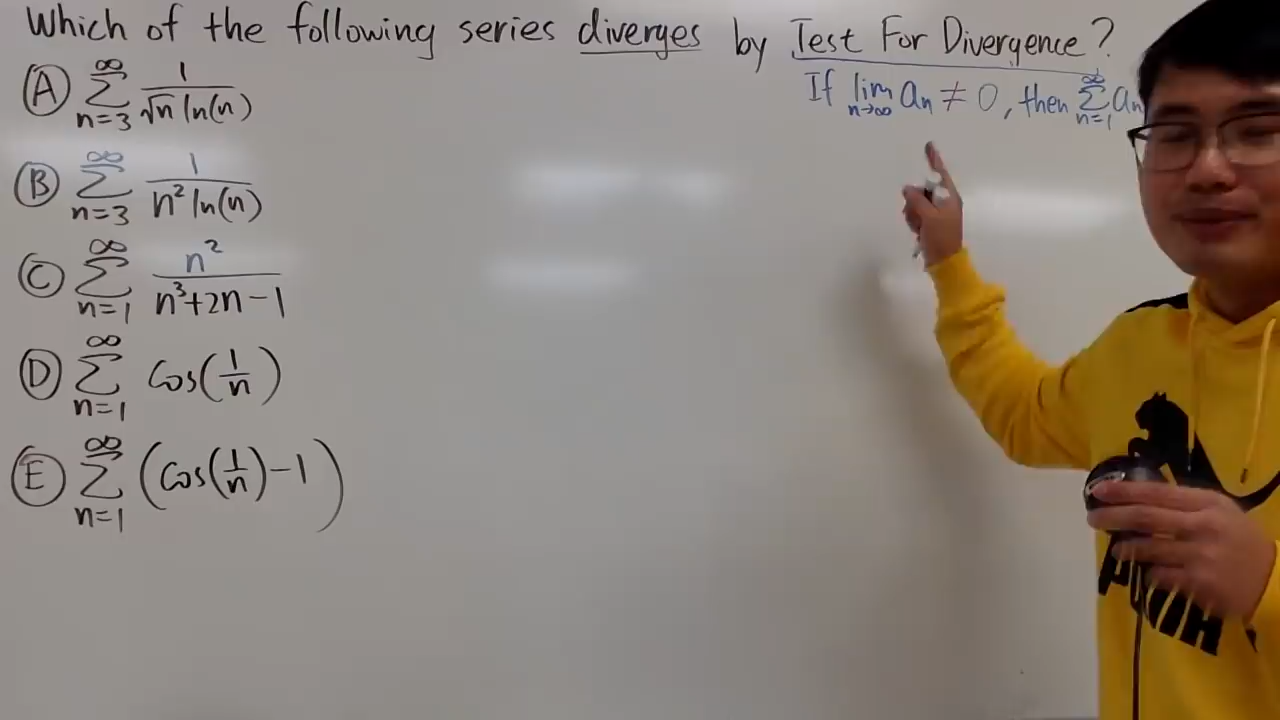 Which of the following series diverges by Test For Divergence?
If lim n→∞ aₙ ≠ 0, then ∞ Σ n=1 aₙ
Ⓐ ∞ Σ n=3 1/(√n ln(n))
Ⓑ ∞ Σ n=3 1/(n² ln(n))
Ⓒ ∞ Σ n=1 n²/(n³+2n−1)
Ⓓ ∞ Σ n=1 cos(1/n)
Ⓔ ∞ Σ n=1 (cos(1/n)−1)